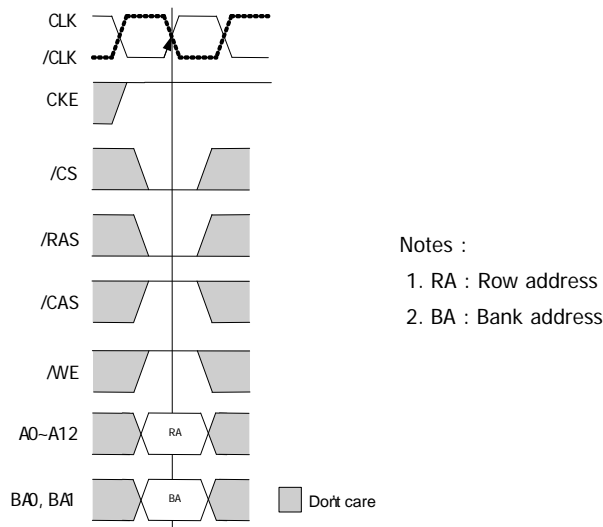 CLK
/CLK
CKE
/CS
/RAS
/CAS
/WE
A0~A12
RA
BA0, BA1
BA
Don't care
Notes :
1. RA : Row address
2. BA : Bank address